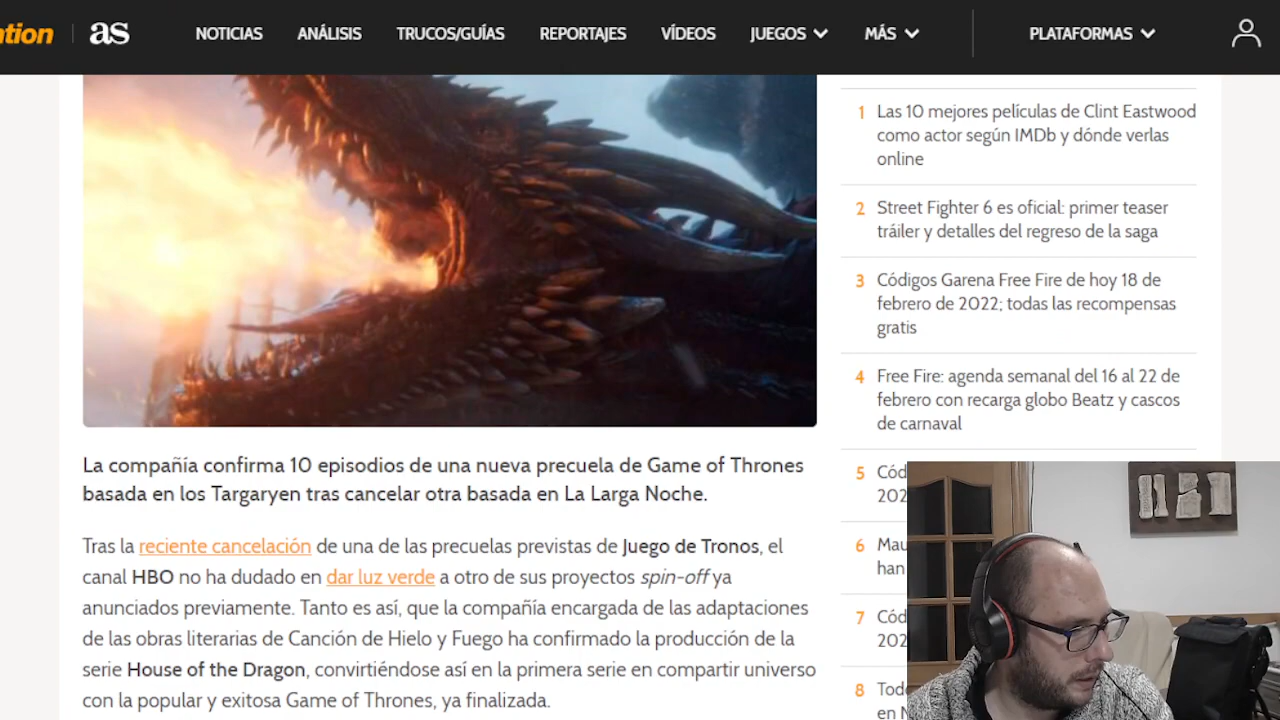 ation as NOTICIAS ANÁLISIS TRUCOS/GUÍAS REPORTAJES VÍDEOS JUEGOS MÁS PLATAFORMAS
La compañía confirma 10 episodios de una nueva precuela de Game of Thrones
basada en los Targaryen tras cancelar otra basada en La Larga Noche.
Tras la reciente cancelación de una de las precuelas previstas de Juego de Tronos, el
canal HBO no ha dudado en dar luz verde a otro de sus proyectos spin-off ya
anunciados previamente. Tanto es así, que la compañía encargada de las adaptaciones
de las obras literarias de Canción de Hielo y Fuego ha confirmado la producción de la
serie House of the Dragon, convirtiéndose así en la primera serie en compartir universo
con la popular y exitosa Game of Thrones, ya finalizada.
1 Las 10 mejores películas de Clint Eastwood
como actor según IMDb y dónde verlas
online
2 Street Fighter 6 es oficial: primer teaser
tráiler y detalles del regreso de la saga
3 Códigos Garena Free Fire de hoy 18 de
febrero de 2022; todas las recompensas
gratis
4 Free Fire: agenda semanal del 16 al 22 de
febrero con recarga globo Beatz y cascos
de carnaval
5 Cód
202
6 Mau
han
7 Cód
202
8 Todo
en N